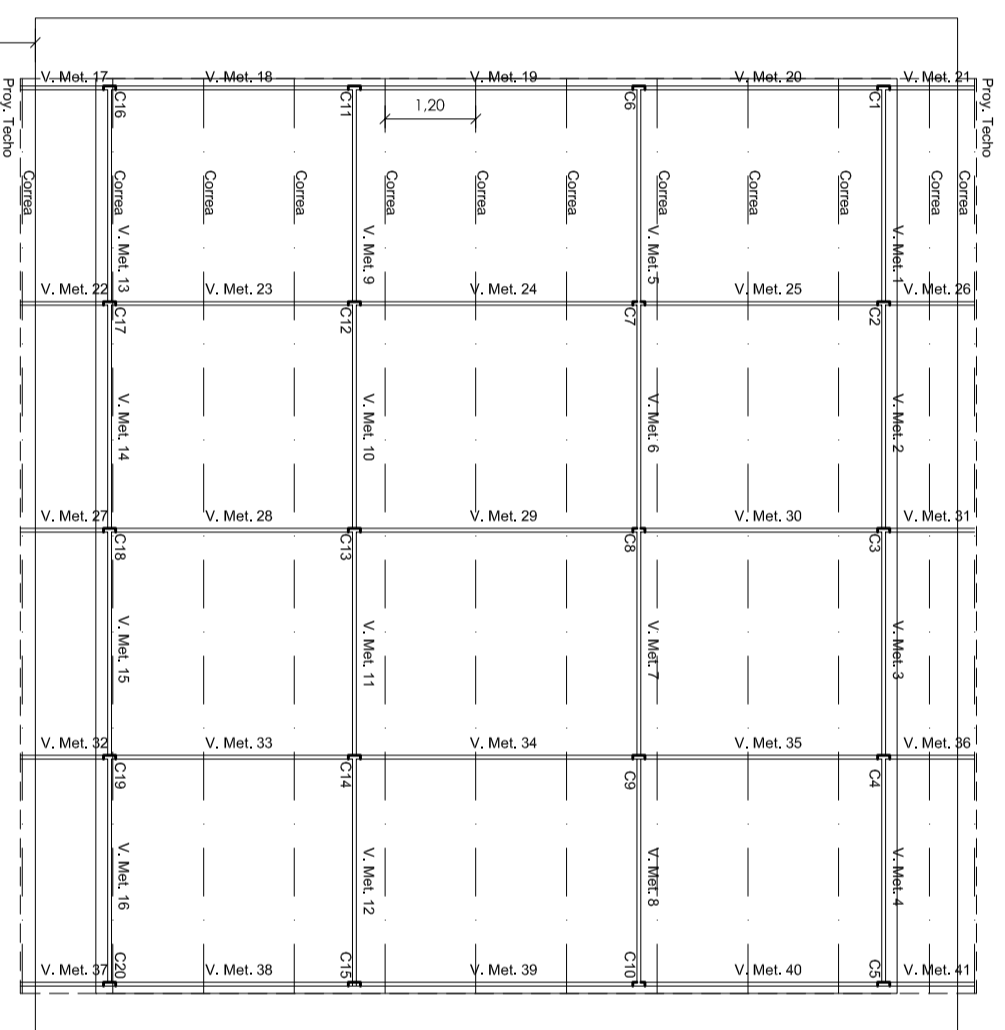 V. Met. 17
V. Met. 18
V. Met. 19
V. Met. 20
V. Met. 21
Proy. Techo
Proy. Techo
C16
C11
C6
C1
1,20
Correa
Correa
Correa
Correa
Correa
Correa
Correa
Correa
Correa
Correa
Correa
Correa
V. Met. 13
V. Met. 9
V. Met. 5
V. Met. 1
V. Met. 22
V. Met. 23
V. Met. 24
V. Met. 25
V. Met. 26
C17
C12
C7
C2
V. Met. 14
V. Met. 10
V. Met. 6
V. Met. 2
V. Met. 27
V. Met. 28
V. Met. 29
V. Met. 30
V. Met. 31
C18
C13
C8
C3
V. Met. 15
V. Met. 11
V. Met. 7
V. Met. 3
V. Met. 32
V. Met. 33
V. Met. 34
V. Met. 35
V. Met. 36
C19
C14
C9
C4
V. Met. 16
V. Met. 12
V. Met. 8
V. Met. 4
V. Met. 37
V. Met. 38
V. Met. 39
V. Met. 40
V. Met. 41
C20
C15
C10
C5